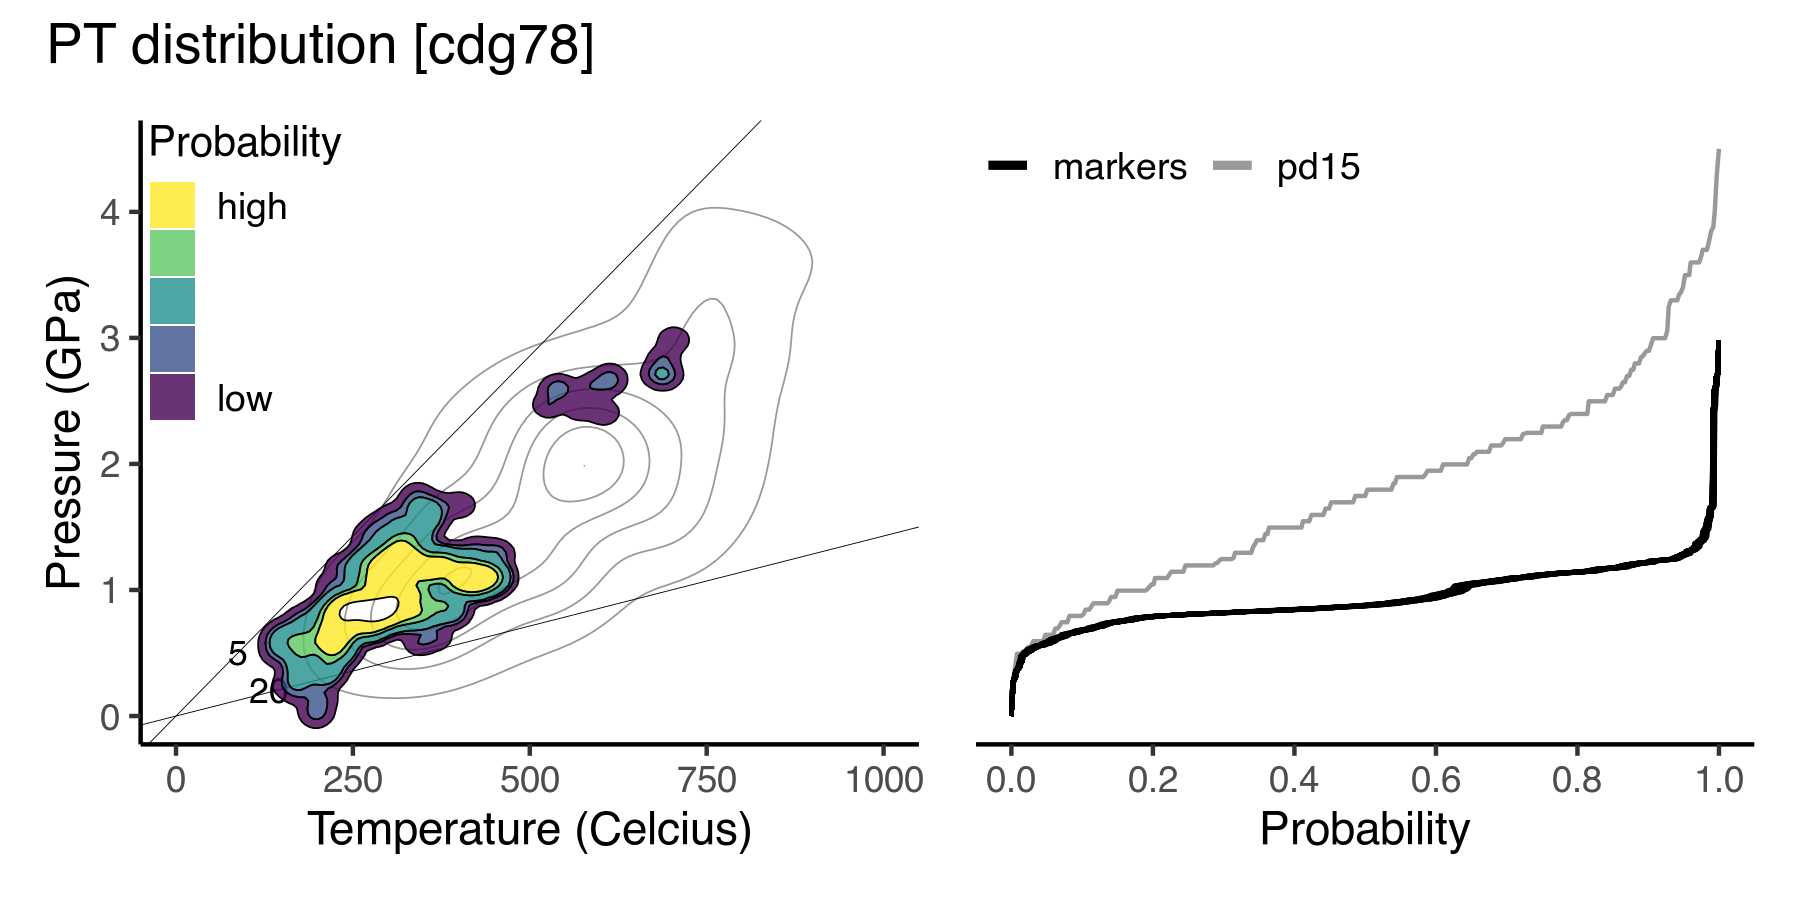 PT distribution [cdg78]
Probability
high
low
markers
pd15
4
3
2
1
0
Pressure (GPa)
5
20
0
250
500
750
1000
Temperature (Celcius)
0.0
0.2
0.4
0.6
0.8
1.0
Probability